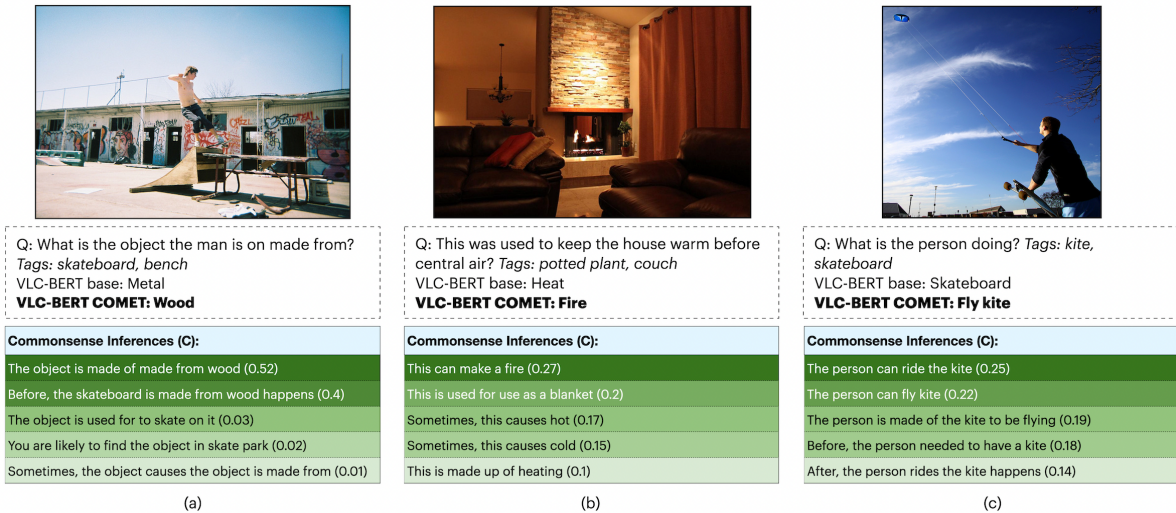 Q: What is the object the man is on made from?
Tags: skateboard, bench
VLC-BERT base: Metal
VLC-BERT COMET: Wood
Commonsense Inferences (C):
The object is made of made from wood (0.52)
Before, the skateboard is made from wood happens (0.4)
The object is used for to skate on it (0.03)
You are likely to find the object in skate park (0.02)
Sometimes, the object causes the object is made from (0.01)
(a)
Q: This was used to keep the house warm before
central air? Tags: potted plant, couch
VLC-BERT base: Heat
VLC-BERT COMET: Fire
Commonsense Inferences (C):
This can make a fire (0.27)
This is used for use as a blanket (0.2)
Sometimes, this causes hot (0.17)
Sometimes, this causes cold (0.15)
This is made up of heating (0.1)
(b)
Q: What is the person doing? Tags: kite,
skateboard
VLC-BERT base: Skateboard
VLC-BERT COMET: Fly kite
Commonsense Inferences (C):
The person can ride the kite (0.25)
The person can fly kite (0.22)
The person is made of the kite to be flying (0.19)
Before, the person needed to have a kite (0.18)
After, the person rides the kite happens (0.14)
(c)